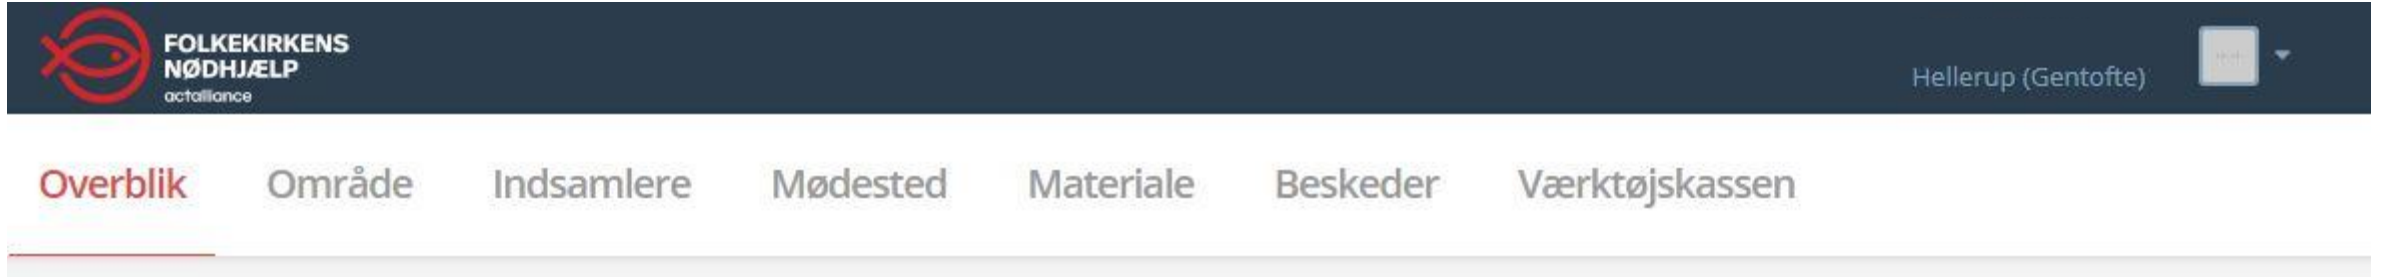 FOLKEKIRKENS
NØDHJÆLP
actalliance
Hellerup (Gentofte)
Overblik Område Indsamlere Mødested Materiale Beskeder Værktøjskassen